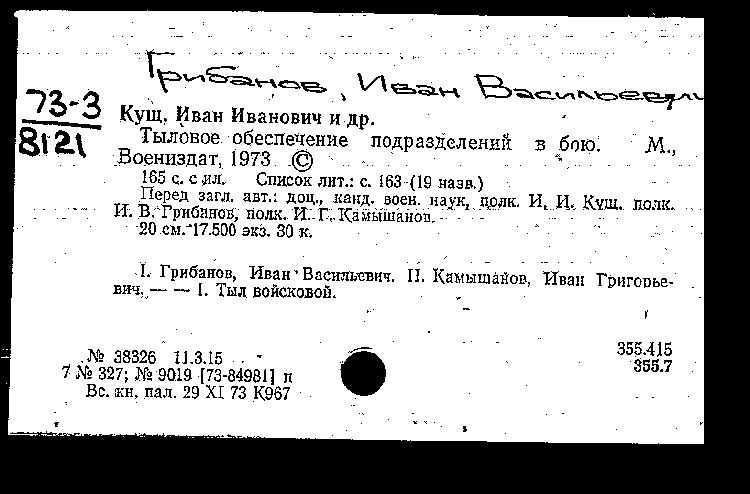 Грибанов, Иван Васильевич
73-3
8121
Кущ, Иван Иванович и др.
Тыловое обеспечение подразделений в бою. М.,
Воениздат, 1973 ©
165 с. с ил. Список лит.: с. 163 (19 назв.)
Перед загл. авт.: доц., канд. воен. наук, полк. И. И. Кущ, полк.
И. В. Грибанов, полк. И. Г. Камышанов.
20 см. 17.500 экз. 30 к.
I. Грибанов, Иван Васильевич. II. Камышанов, Иван Григорье-
вич. — — 1. Тыл войсковой.
355.415
355.7
№ 38326 11.3.15
7 № 327; № 9019 [73-84981] п
Вс. кн. пал. 29 XI 73 К967